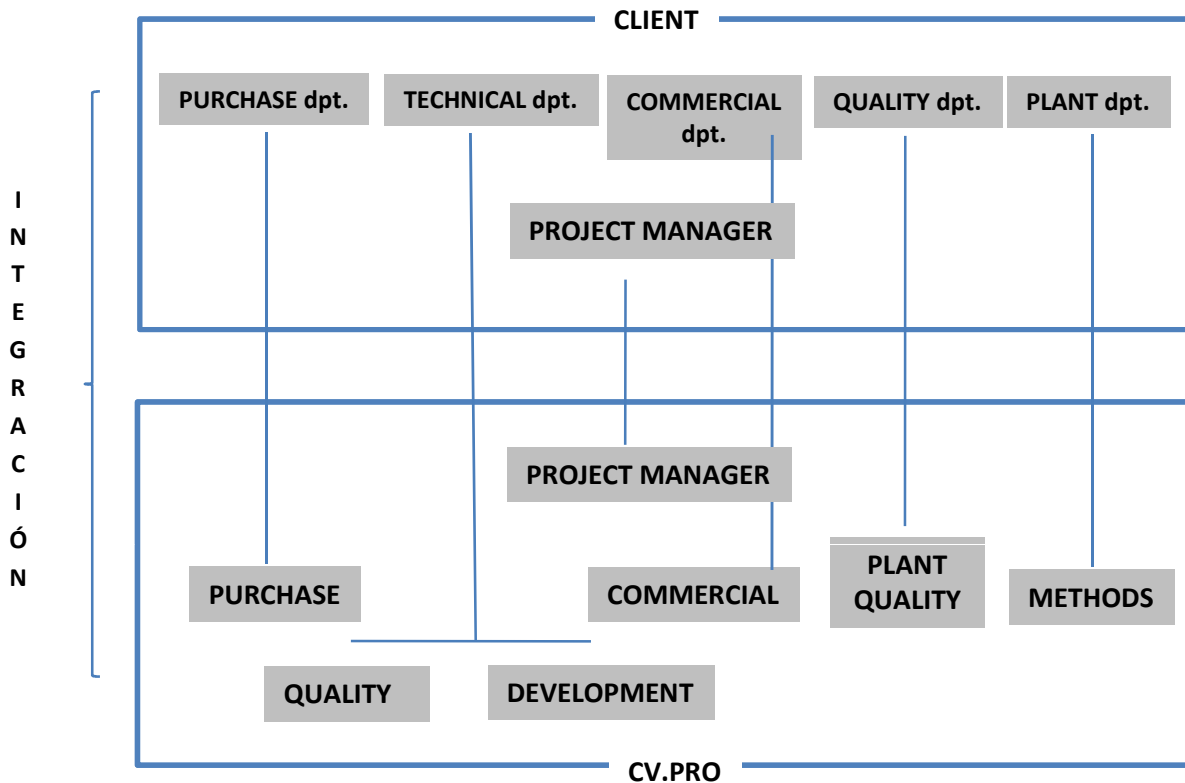 CLIENT
PURCHASE dpt.
TECHNICAL dpt.
COMMERCIAL
dpt.
QUALITY dpt.
PLANT dpt.
PROJECT MANAGER
I
N
T
E
G
R
A
C
I
Ó
N
PROJECT MANAGER
PURCHASE
COMMERCIAL
PLANT
QUALITY
METHODS
QUALITY
DEVELOPMENT
CV.PRO